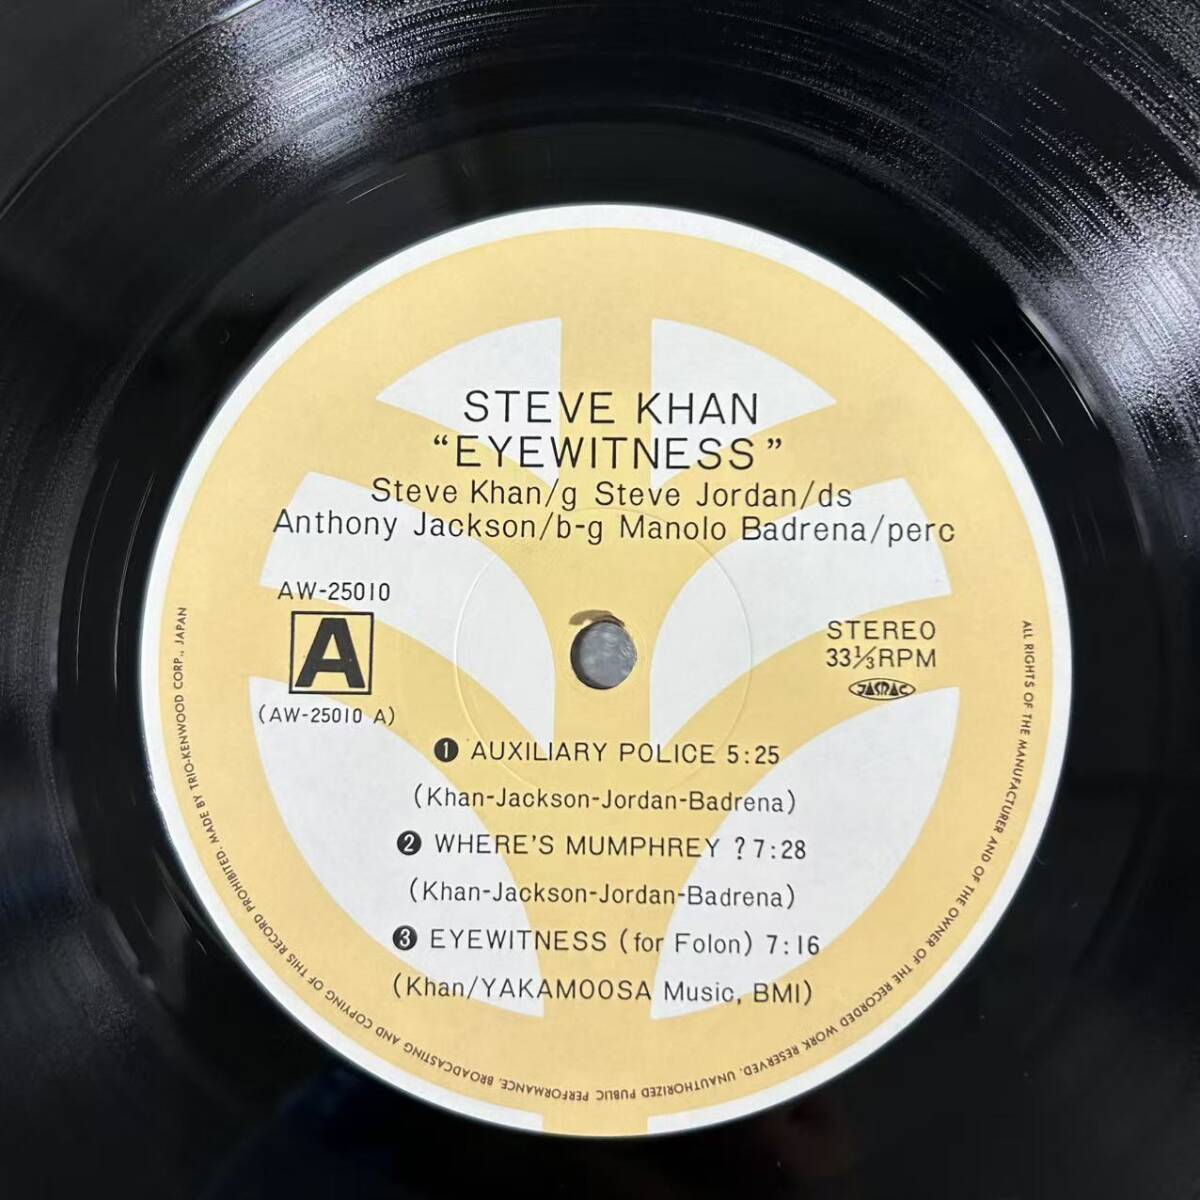 STEVE KHAN
“EYEWITNESS”
Steve Khan/g Steve Jordan/ds
Anthony Jackson/b-g Manolo Badrena/perc
AW-25010
A
(AW-25010 A)
STEREO
33⅓RPM
JASRAC
❶ AUXILIARY POLICE 5:25
(Khan-Jackson-Jordan-Badrena)
❷ WHERE'S MUMPHREY ? 7:28
(Khan-Jackson-Jordan-Badrena)
❸ EYEWITNESS (for Folon) 7:16
(Khan/YAKAMOOSA Music, BMI)
ALL RIGHTS OF THE MANUFACTURER AND OF THE OWNER OF THE RECORDED WORK RESERVED. UNAUTHORIZED PUBLIC PERFORMANCE, BROADCASTING AND COPYING OF THIS RECORD PROHIBITED. MADE BY TRIO-KENWOOD CORP., JAPAN